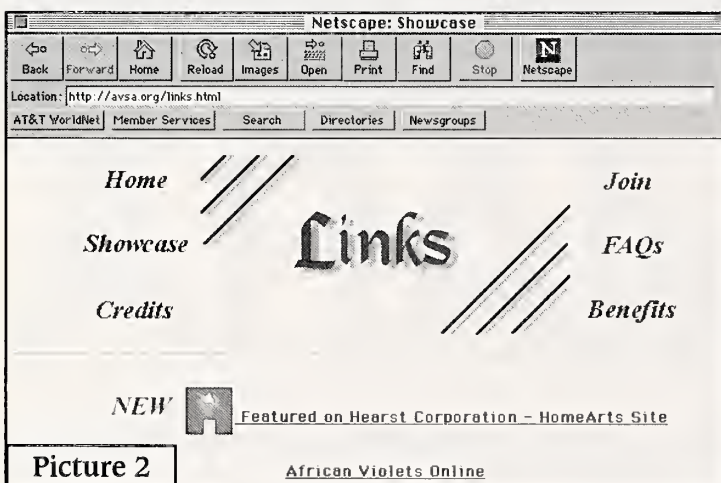 Netscape: Showcase
Back Forward Home Reload Images Open Print Find Stop Netscape
N
Location: http://avsa.org/links.html
AT&T WorldNet Member Services Search Directories Newsgroups
Home
Join
Links
Showcase
FAQs
Credits
Benefits
NEW Featured on Hearst Corporation - HomeArts Site
Picture 2
African Violets Online